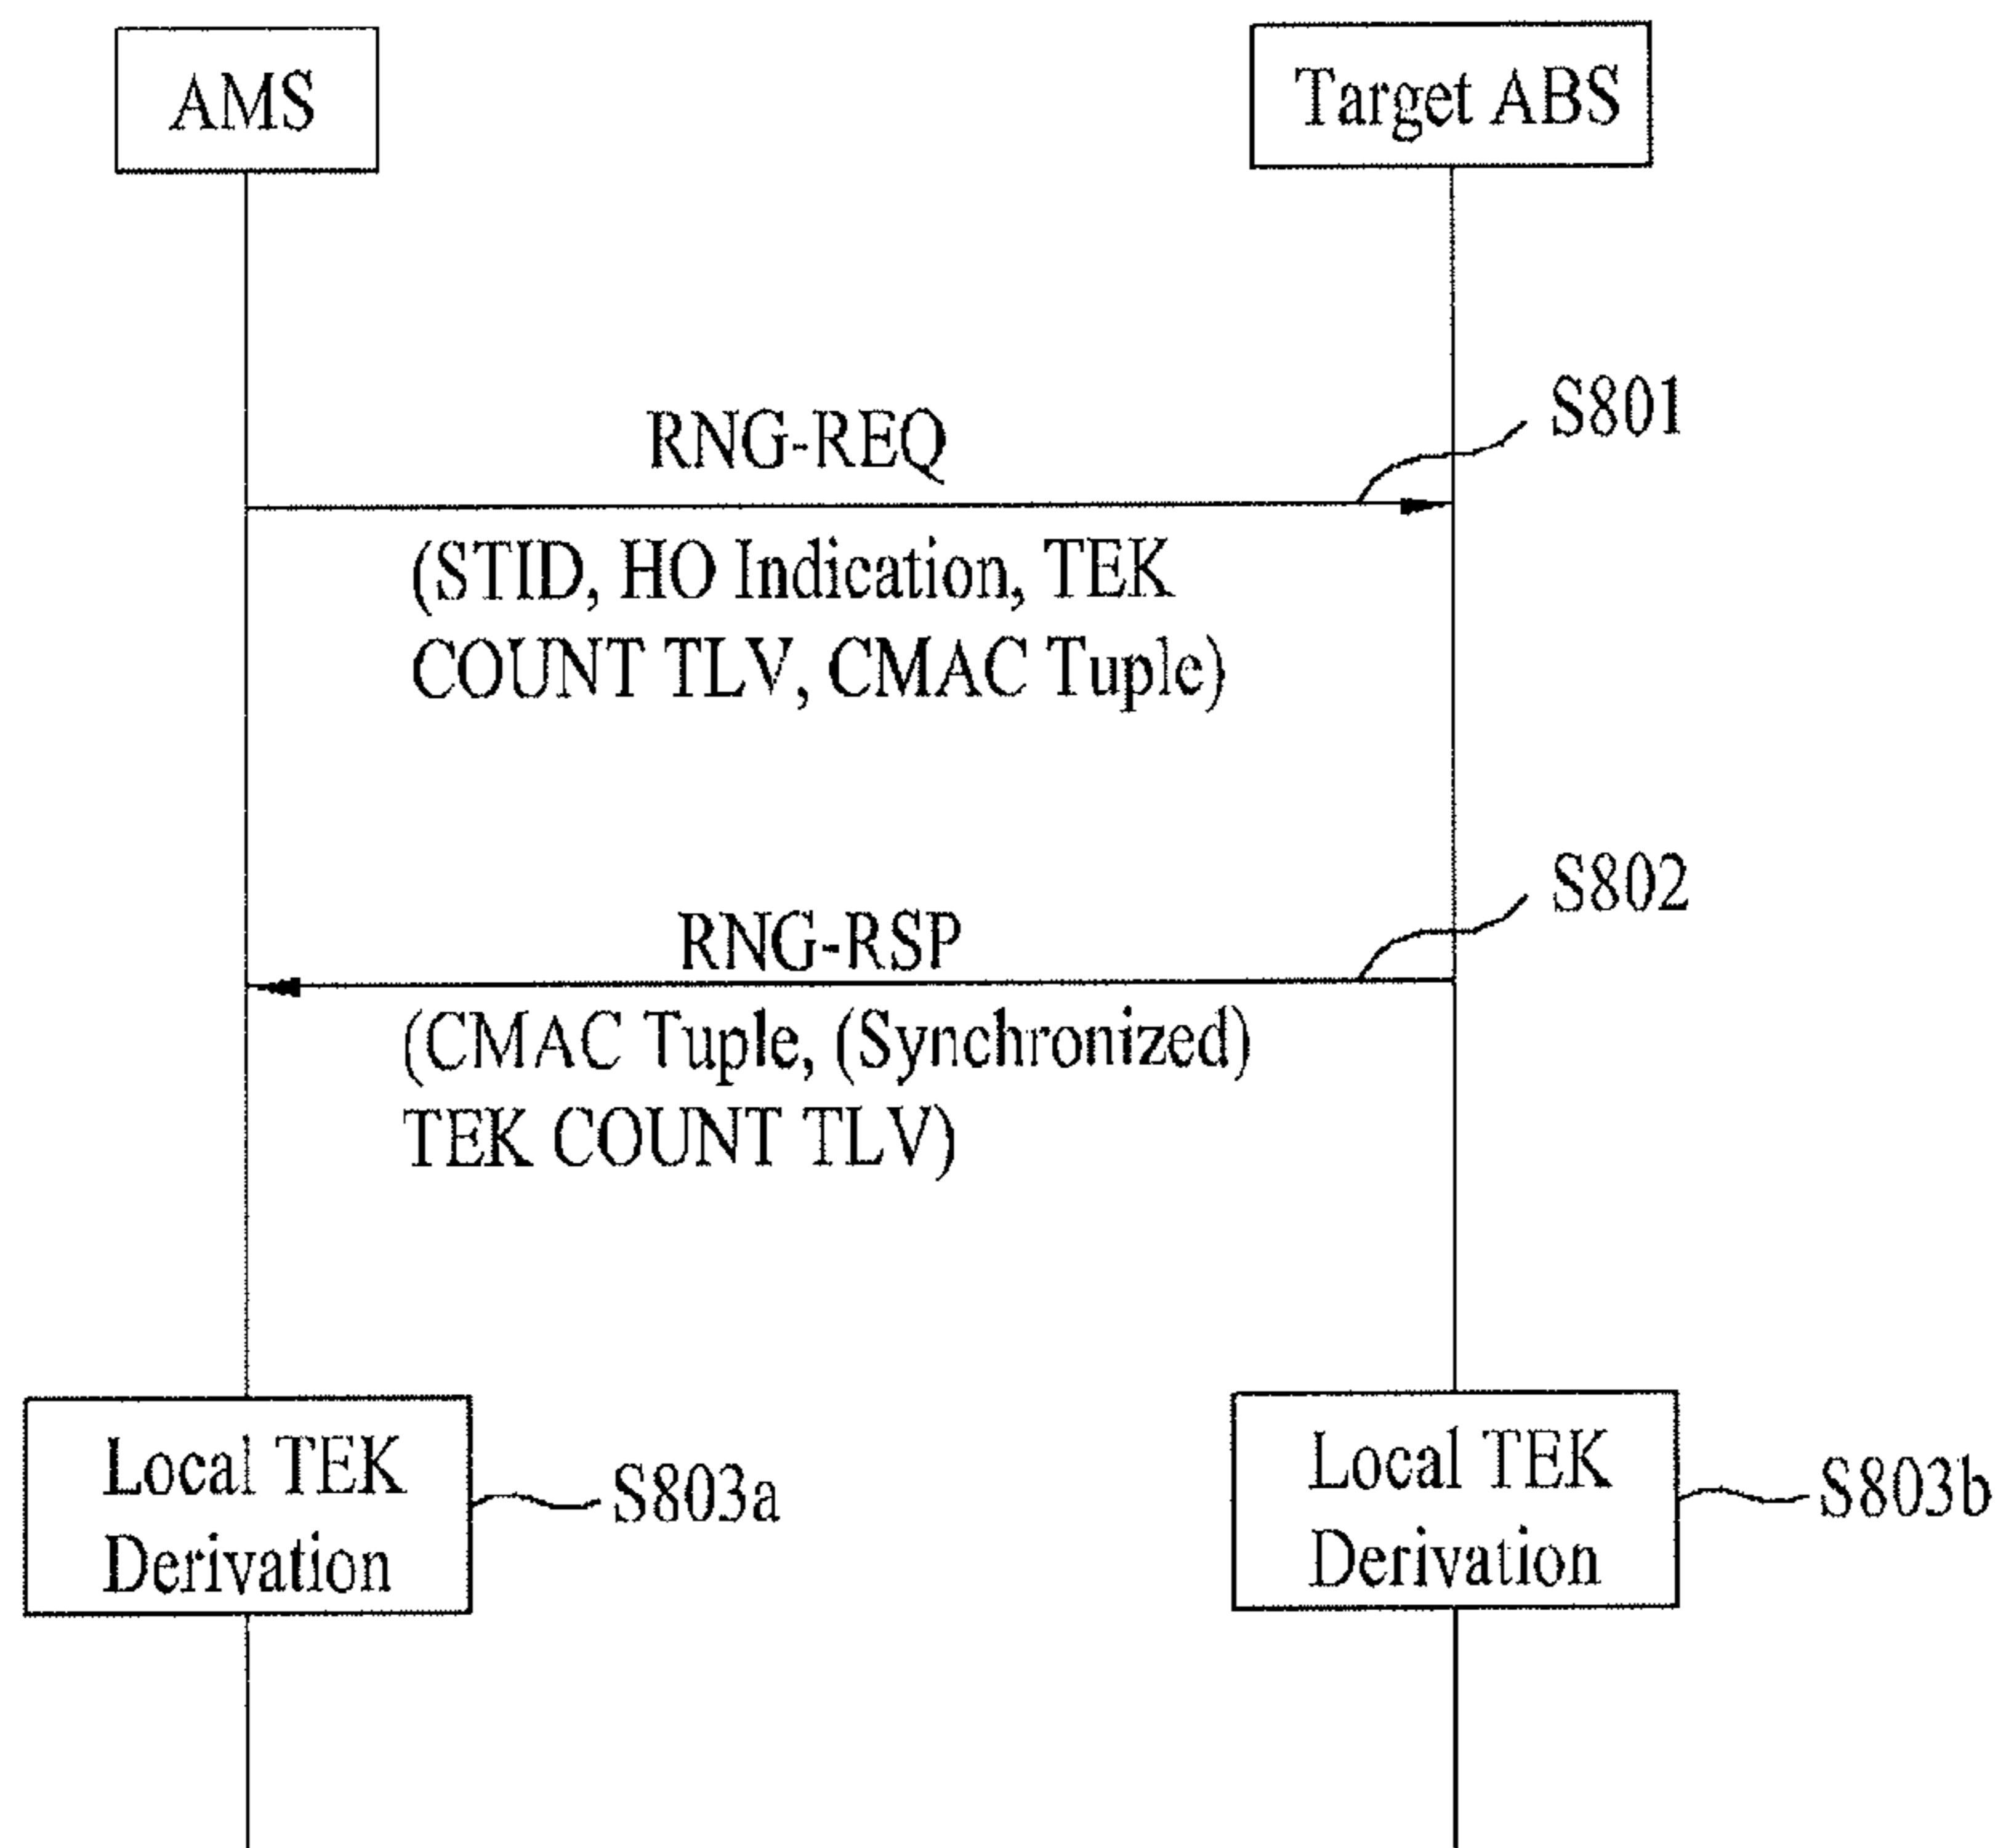 AMS
Target ABS
RNG-REQ
S801
(STID, HO Indication, TEK
COUNT TLV, CMAC Tuple)
RNG-RSP
S802
(CMAC Tuple, (Synchronized)
TEK COUNT TLV)
Local TEK
Derivation
S803a
Local TEK
Derivation
S803b